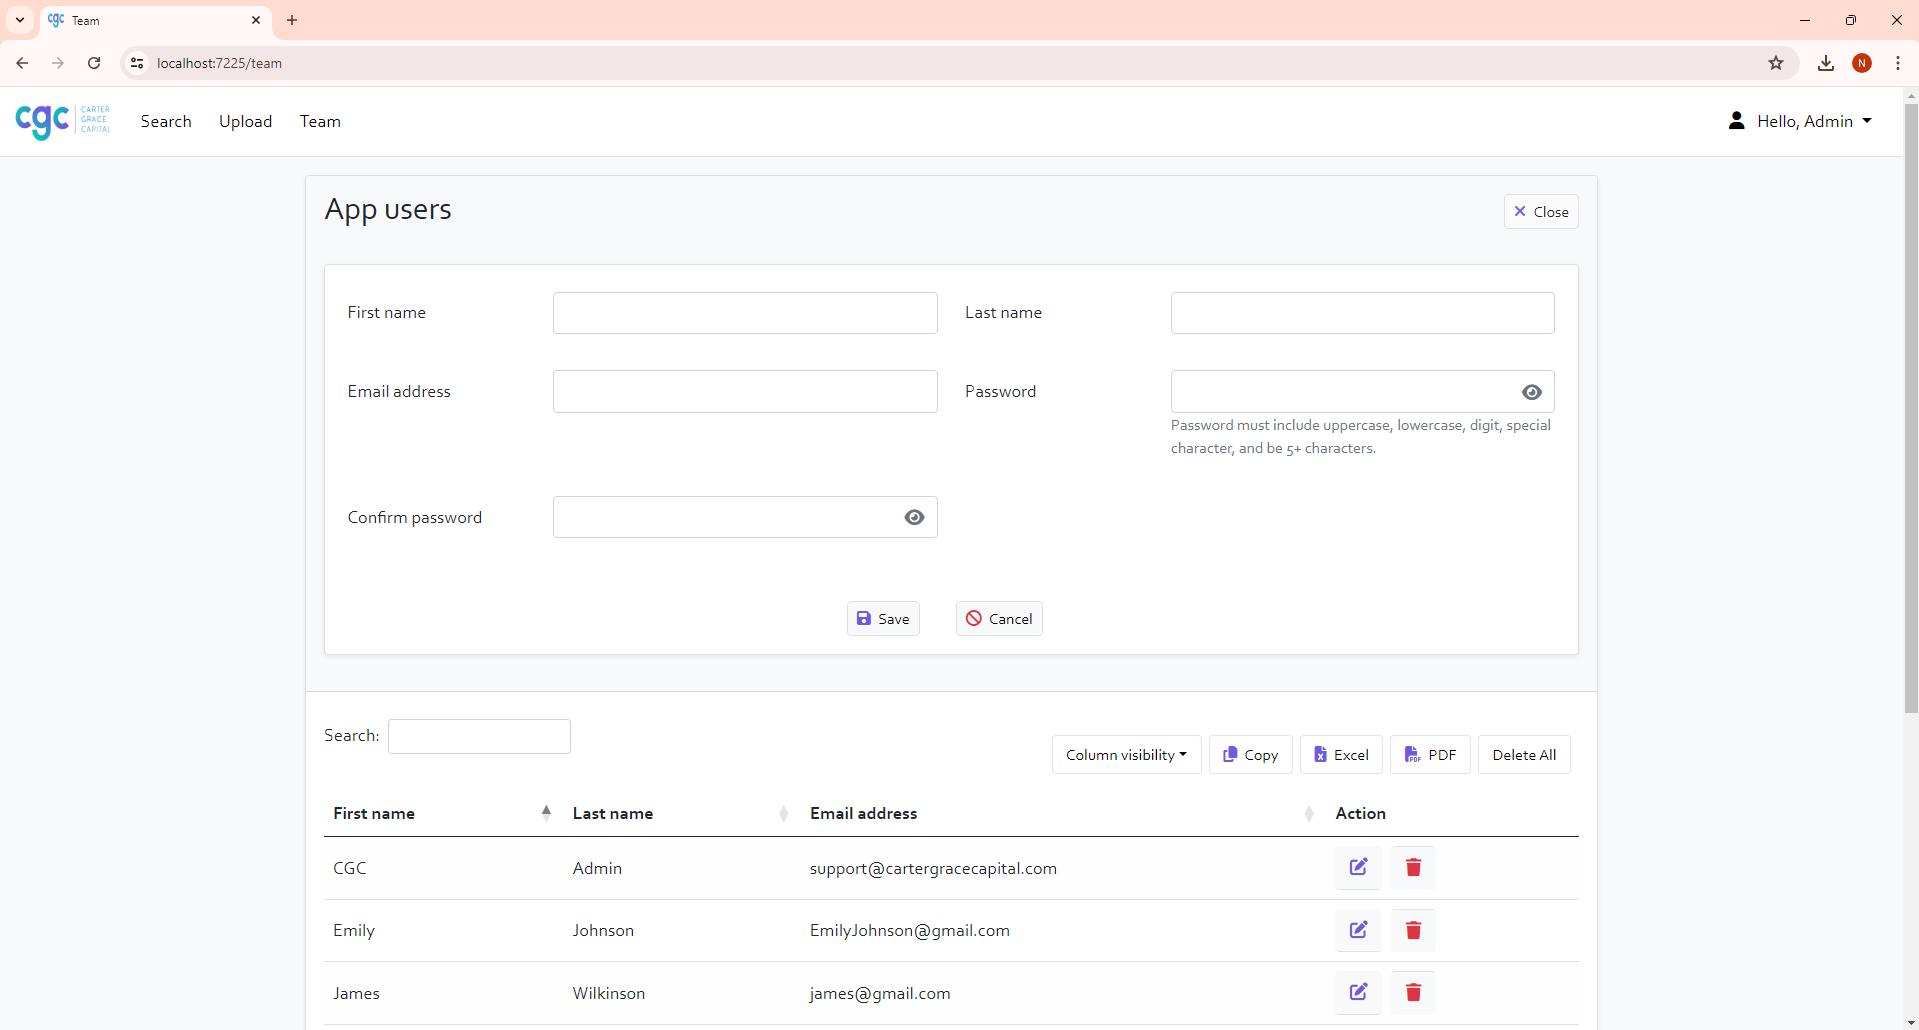 cgc Team
localhost:7225/team
N
cgc CARTER GRACE CAPITAL
Search Upload Team
Hello, Admin
App users
Close
First name
Last name
Email address
Password
Password must include uppercase, lowercase, digit, special
character, and be 5+ characters.
Confirm password
Save Cancel
Search:
Column visibility Copy Excel PDF PDF Delete All
First name Last name Email address Action
CGC Admin support@cartergracecapital.com
Emily Johnson EmilyJohnson@gmail.com
James Wilkinson james@gmail.com